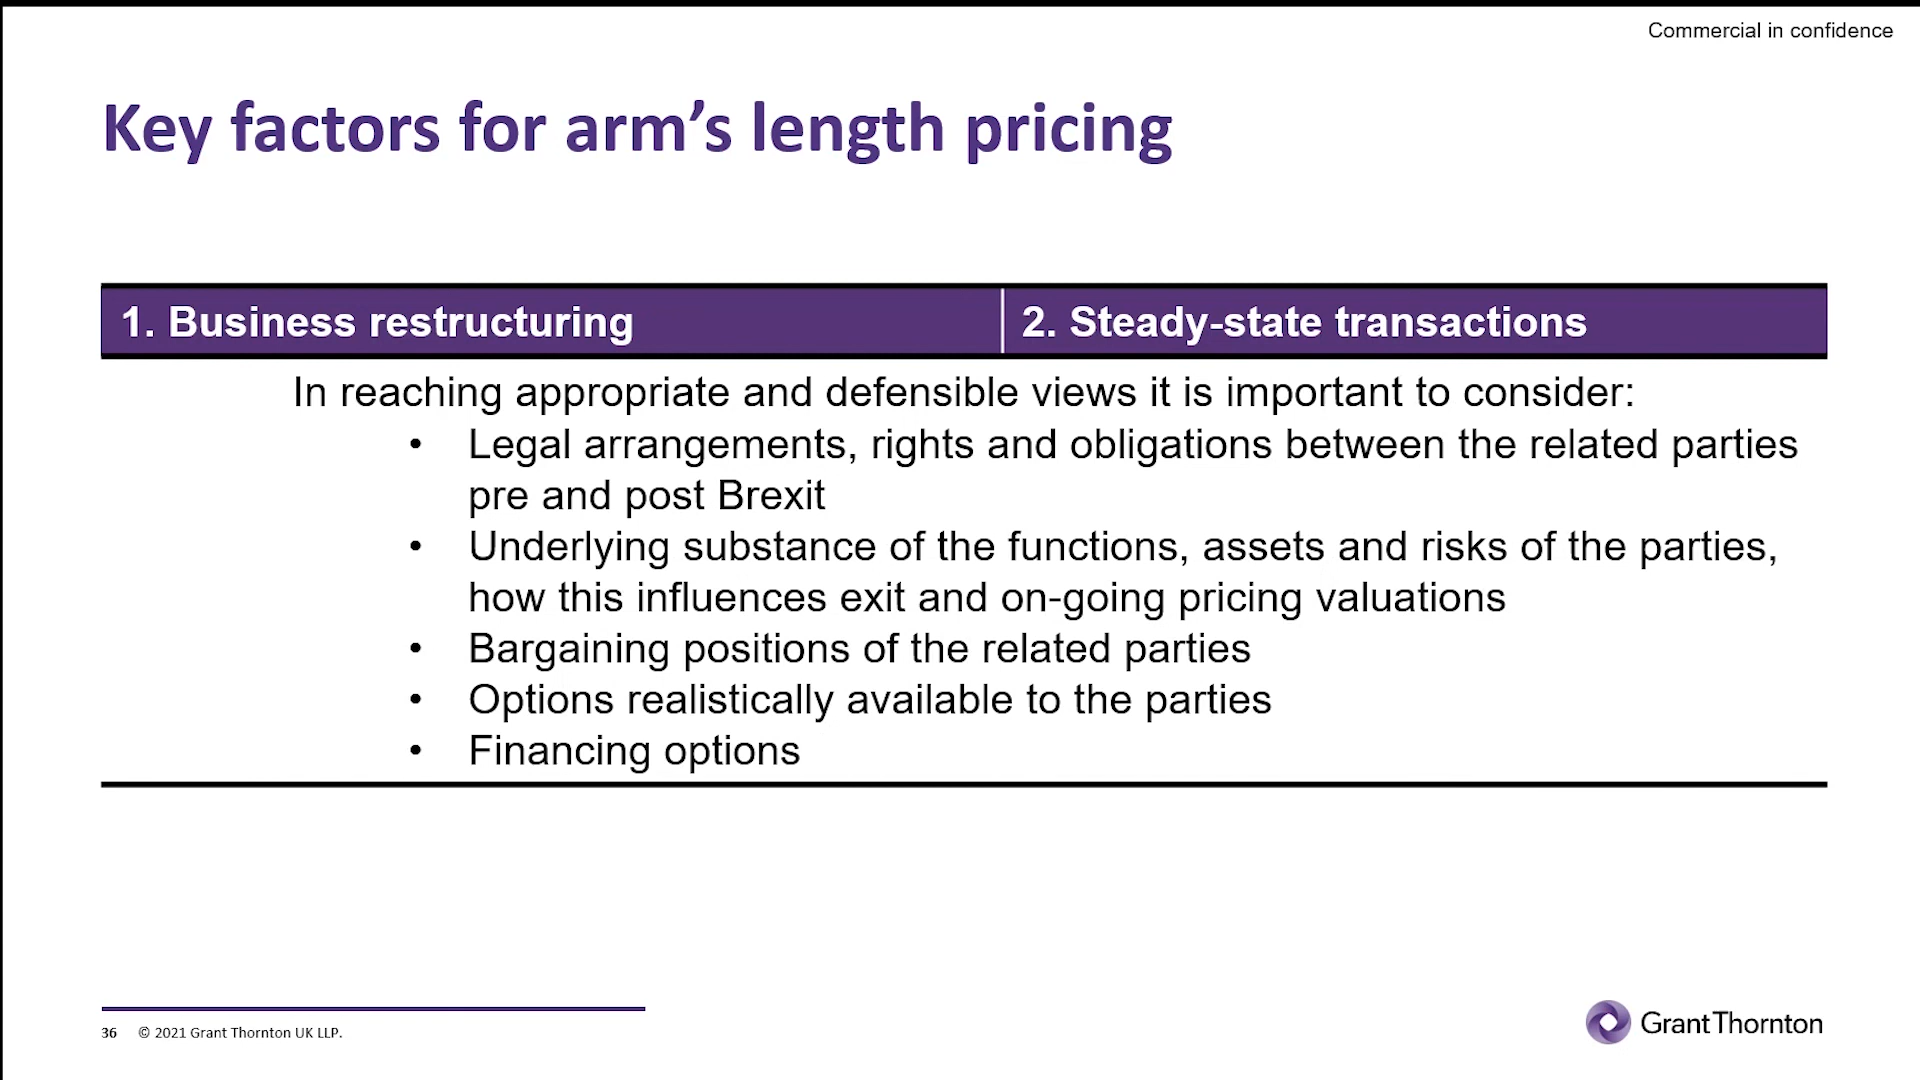 Commercial in confidence
Key factors for arm’s length pricing
1. Business restructuring
2. Steady-state transactions
In reaching appropriate and defensible views it is important to consider:
• Legal arrangements, rights and obligations between the related parties
pre and post Brexit
• Underlying substance of the functions, assets and risks of the parties,
how this influences exit and on-going pricing valuations
• Bargaining positions of the related parties
• Options realistically available to the parties
• Financing options
36 © 2021 Grant Thornton UK LLP.
GrantThornton